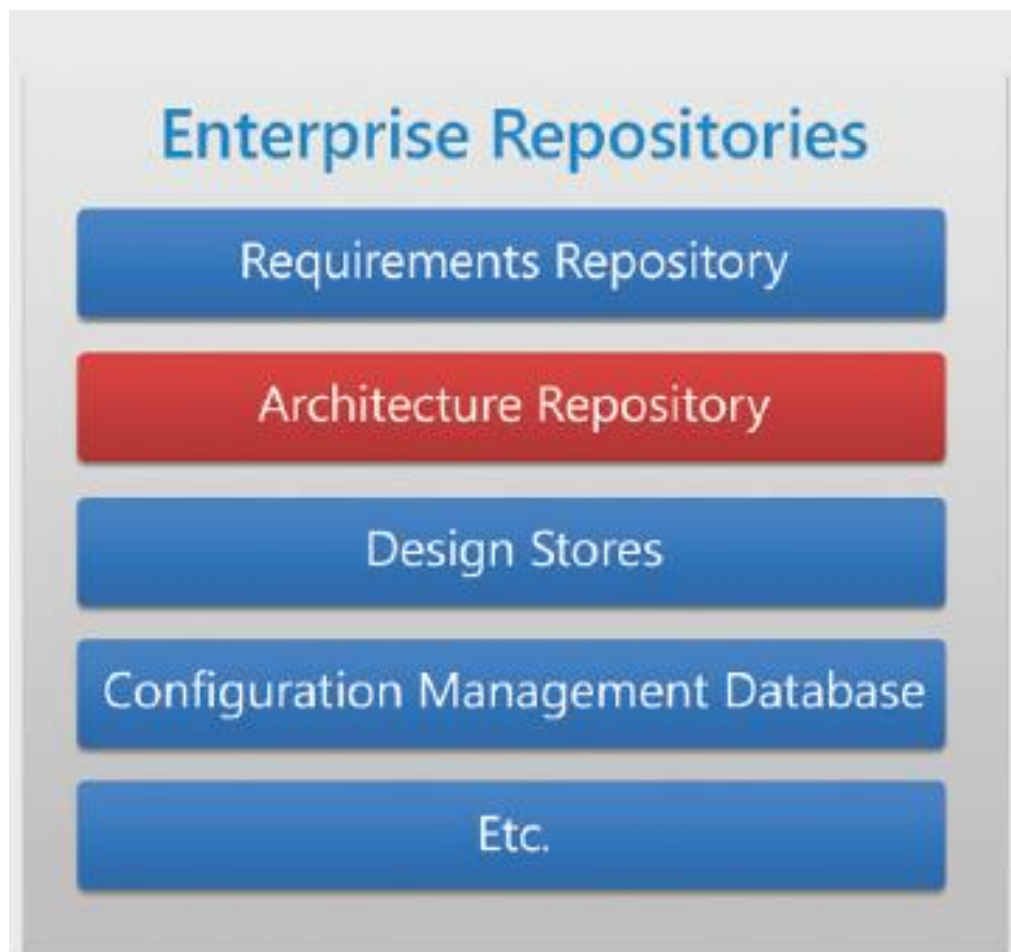 Enterprise Repositories
Requirements Repository
Architecture Repository
Design Stores
Configuration Management Database
Etc.